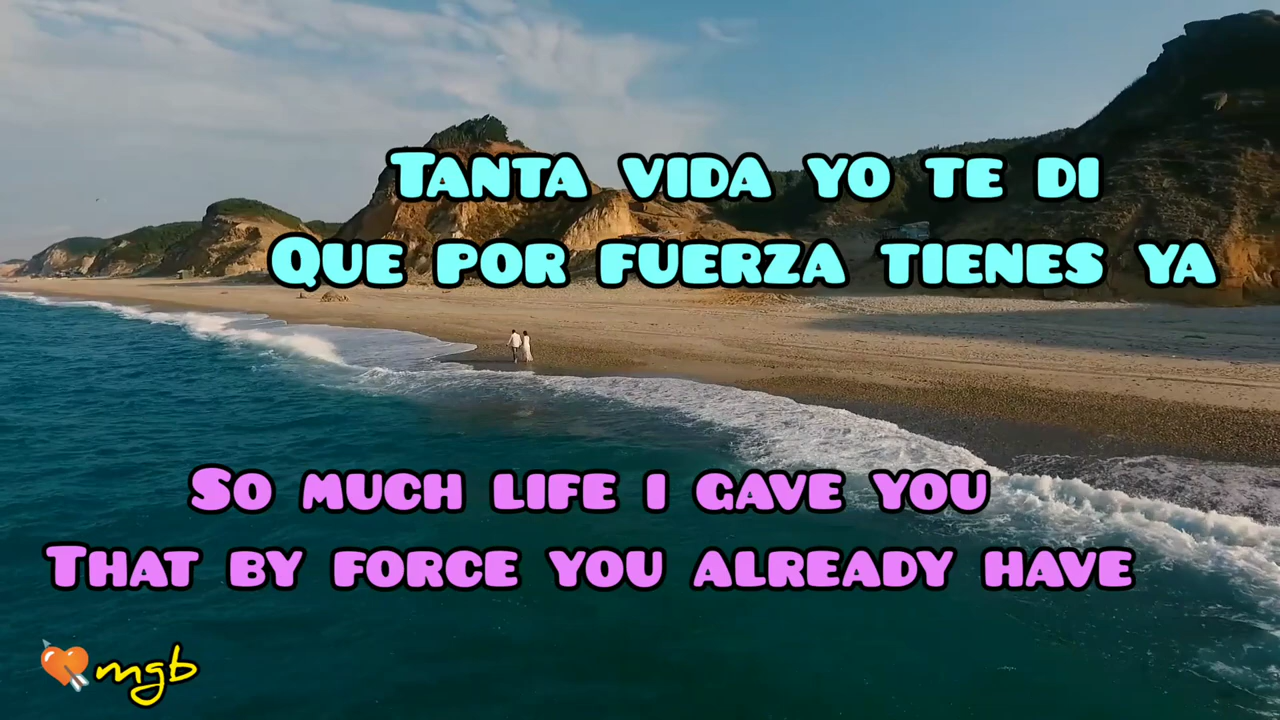 Tanta vida yo te di
Que por fuerza tienes ya
So much life I gave you
That by force you already have
mgb